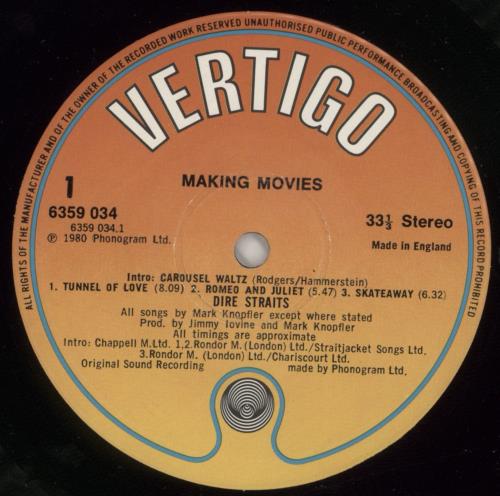 ALL RIGHTS OF THE MANUFACTURER AND OF THE OWNER OF THE RECORDED WORK RESERVED UNAUTHORISED PUBLIC PERFORMANCE BROADCASTING AND COPYING OF THIS RECORD PROHIBITED
VERTIGO
MAKING MOVIES
1
6359 034
6359 034.1
℗ 1980 Phonogram Ltd.
33⅓ Stereo
Made in England
Intro: CAROUSEL WALTZ (Rodgers/Hammerstein)
1. TUNNEL OF LOVE (8.09) 2. ROMEO AND JULIET (5.47) 3. SKATEAWAY (6.32)
DIRE STRAITS
All songs by Mark Knopfler except where stated
Prod. by Jimmy Iovine and Mark Knopfler
All timings are approximate
Intro: Chappell M.Ltd. 1,2.Rondor M.(London) Ltd./Straitjacket Songs Ltd.
3.Rondor M. (London) Ltd./Chariscourt Ltd.
Original Sound Recording made by Phonogram Ltd.